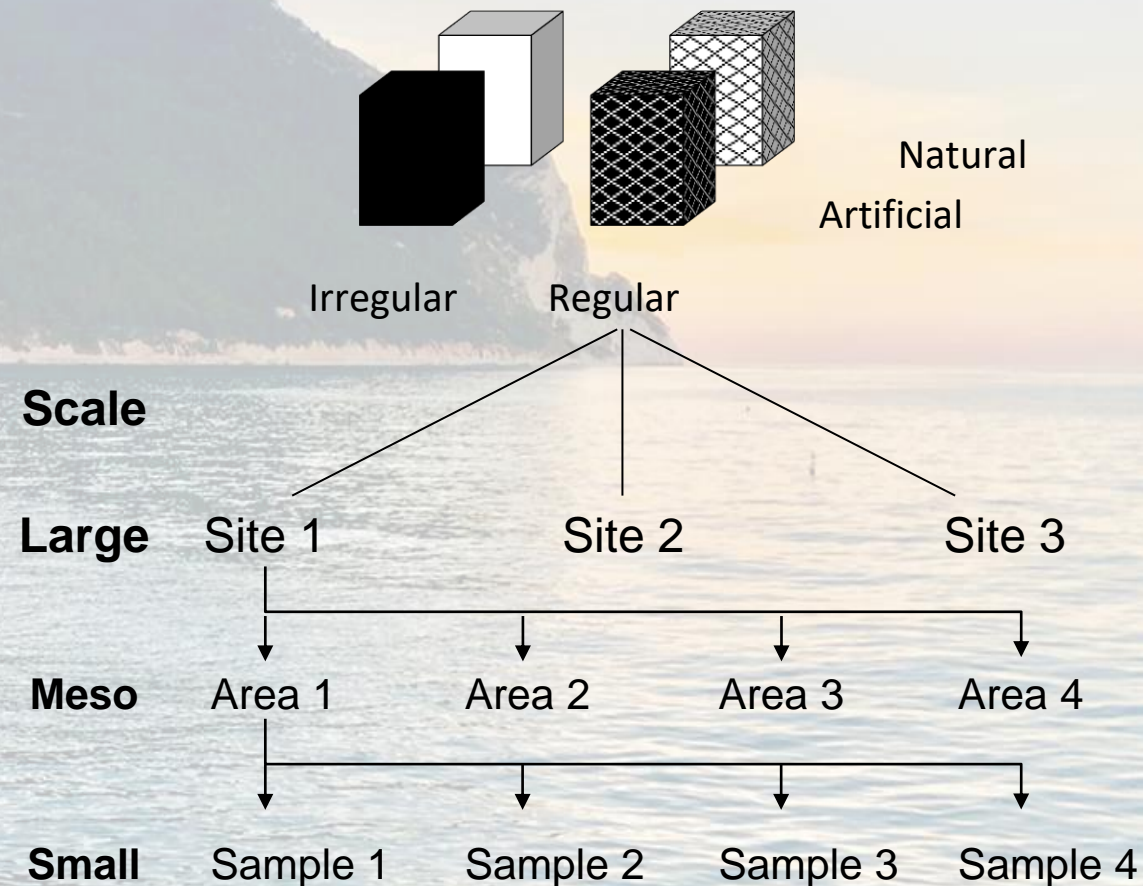 Natural
Artificial
Irregular Regular
Scale
Large Site 1 Site 2 Site 3
Meso Area 1 Area 2 Area 3 Area 4
Small Sample 1 Sample 2 Sample 3 Sample 4